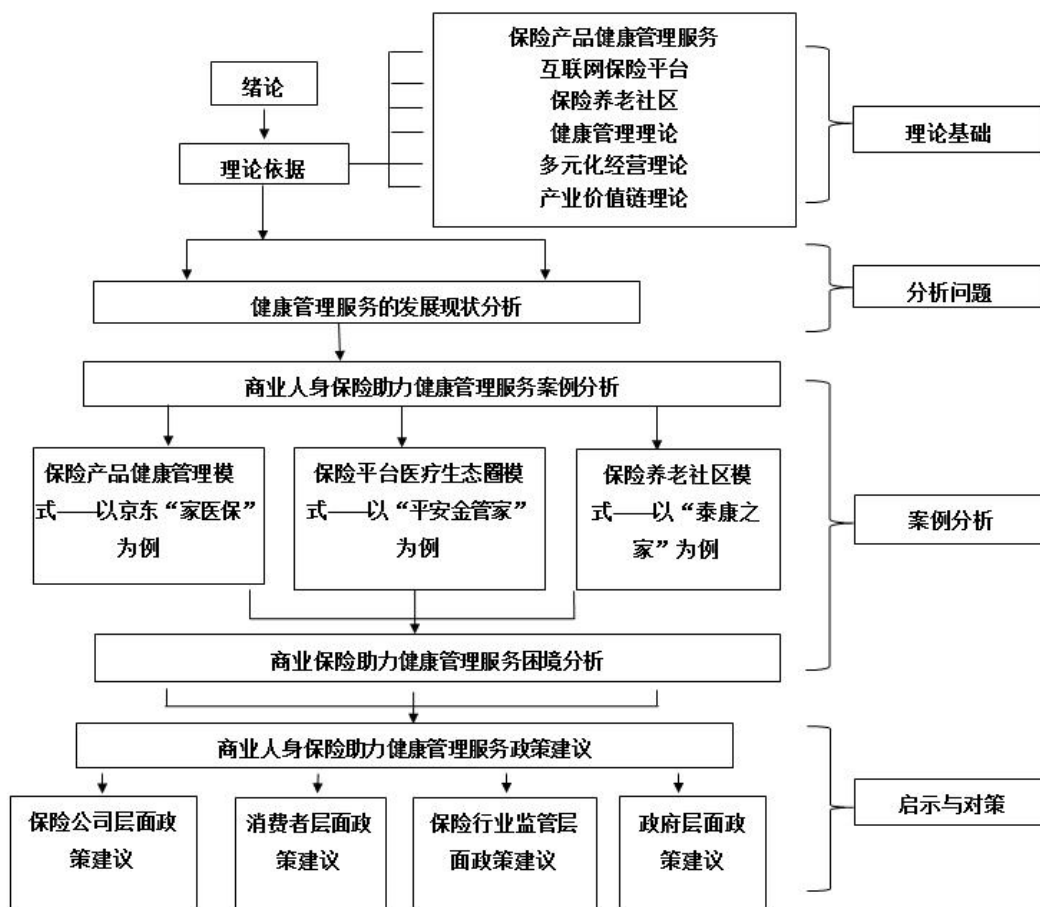 绪论
理论依据
保险产品健康管理服务
互联网保险平台
保险养老社区
健康管理理论
多元化经营理论
产业价值链理论
理论基础
健康管理服务的发展现状分析
分析问题
商业人身保险助力健康管理服务案例分析
保险产品健康管理模
式——以京东“家医保”
为例
保险平台医疗生态圈模
式——以“平安金管家”
为例
保险养老社区模
式——以“泰康之
家”为例
案例分析
商业保险助力健康管理服务困境分析
商业人身保险助力健康管理服务政策建议
保险公司层面政
策建议
消费者层面政
策建议
保险行业监管层
面政策建议
政府层面政
策建议
启示与对策